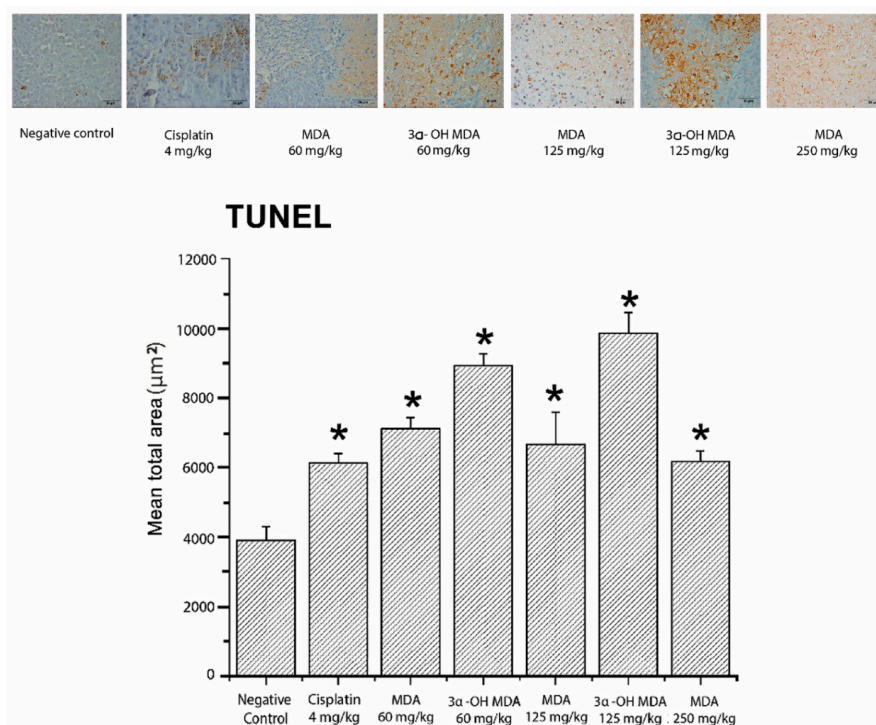 Negative control
Cisplatin
4 mg/kg
MDA
60 mg/kg
3α- OH MDA
60 mg/kg
MDA
125 mg/kg
3α-OH MDA
125 mg/kg
MDA
250 mg/kg
TUNEL
Mean total area (μm²)
12000
10000
8000
6000
4000
2000
0
*
*
*
*
*
*
Negative
Control
Cisplatin
4 mg/kg
MDA
60 mg/kg
3α -OH MDA
60 mg/kg
MDA
125 mg/kg
3α -OH MDA
125 mg/kg
MDA
. 250 mg/kg